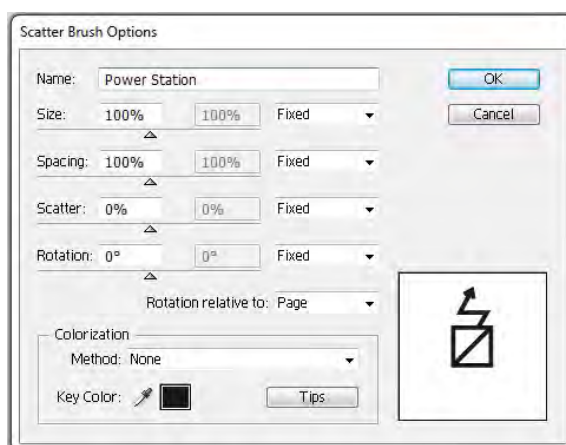 Scatter Brush Options
Name: Power Station
OK
Size: 100% 100% Fixed
Cancel
Spacing: 100% 100% Fixed
Scatter: 0% 0% Fixed
Rotation: 0° 0° Fixed
Rotation relative to: Page
Colorization
Method: None
Key Color: Tips